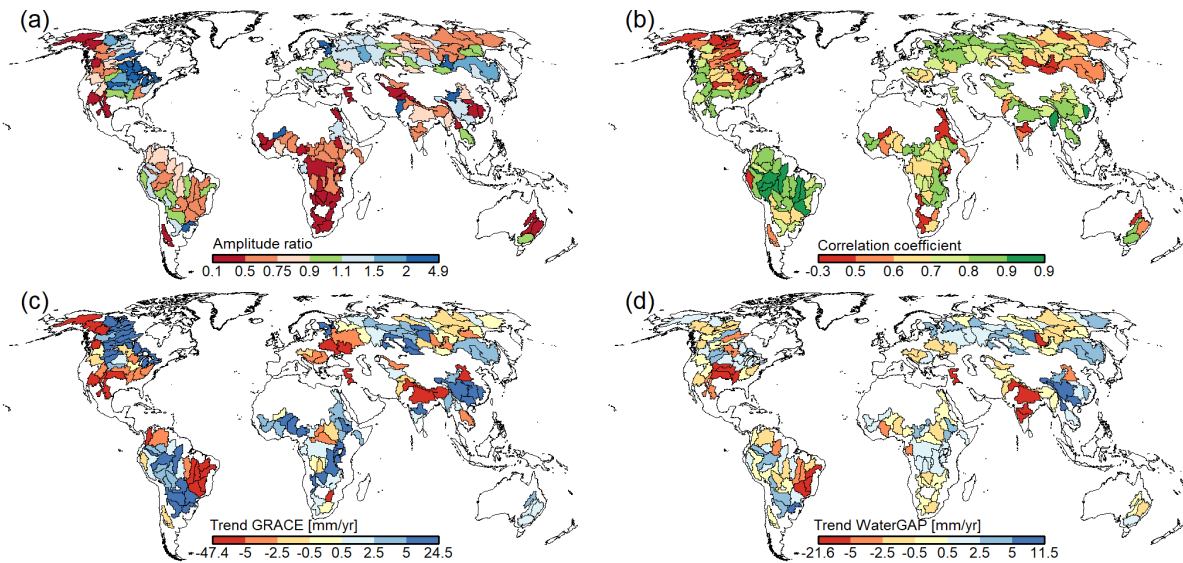 (a)
(b)
Amplitude ratio
0.1 0.5 0.75 0.9 1.1 1.5 2 4.9
Correlation coefficient
-0.3 0.5 0.6 0.7 0.8 0.9 0.9
(c)
(d)
Trend GRACE [mm/yr]
-47.4 -5 -2.5 -0.5 0.5 2.5 5 24.5
Trend WaterGAP [mm/yr]
-21.6 -5 -2.5 -0.5 0.5 2.5 5 11.5